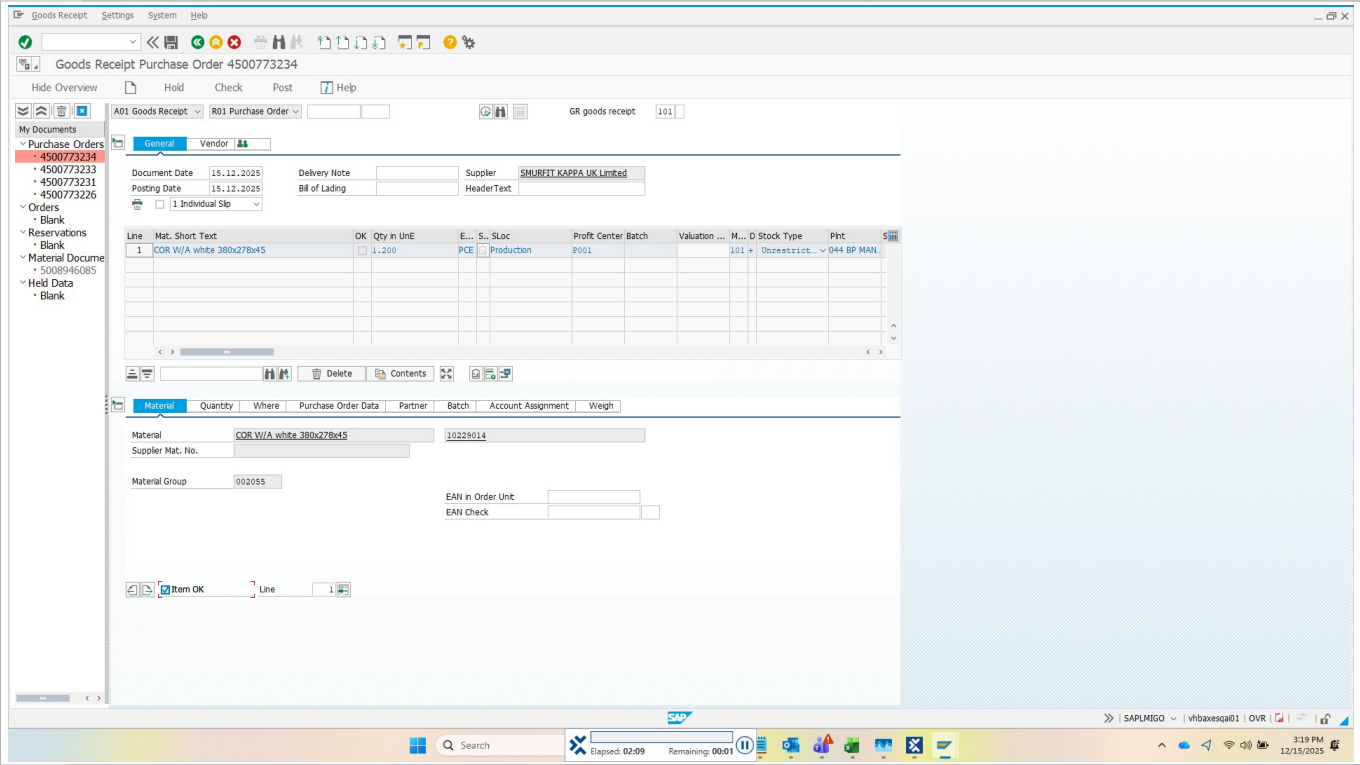 Goods Receipt Settings System Help
Goods Receipt Purchase Order 4500773234
Hide Overview Hold Check Post Help
A01 Goods Receipt R01 Purchase Order GR goods receipt 101
My Documents
Purchase Orders
4500773234
4500773233
4500773231
4500773226
Orders
Blank
Reservations
Blank
Material Docume
5008946085
Held Data
Blank
General Vendor
Document Date 15.12.2025 Delivery Note Supplier SMURFIT KAPPA UK Limited
Posting Date 15.12.2025 Bill of Lading HeaderText
1 Individual Slip
Line Mat. Short Text OK Qty in UnE E... S.. SLoc Profit Center Batch Valuation ... M... D Stock Type Plnt S
1 COR W/A white 380x278x45 1.200 PCE Production P001 101 + Unrestrict... 044 BP MAN..
Delete Contents
Material Quantity Where Purchase Order Data Partner Batch Account Assignment Weigh
Material COR W/A white 380x278x45 10229014
Supplier Mat. No.
Material Group 002055
EAN in Order Unit
EAN Check
Item OK Line 1
SAP
SAPLMIGO vhbaxesqai01 OVR
Search
Elapsed: 02:09 Remaining: 00:01
3:19 PM
12/15/2025